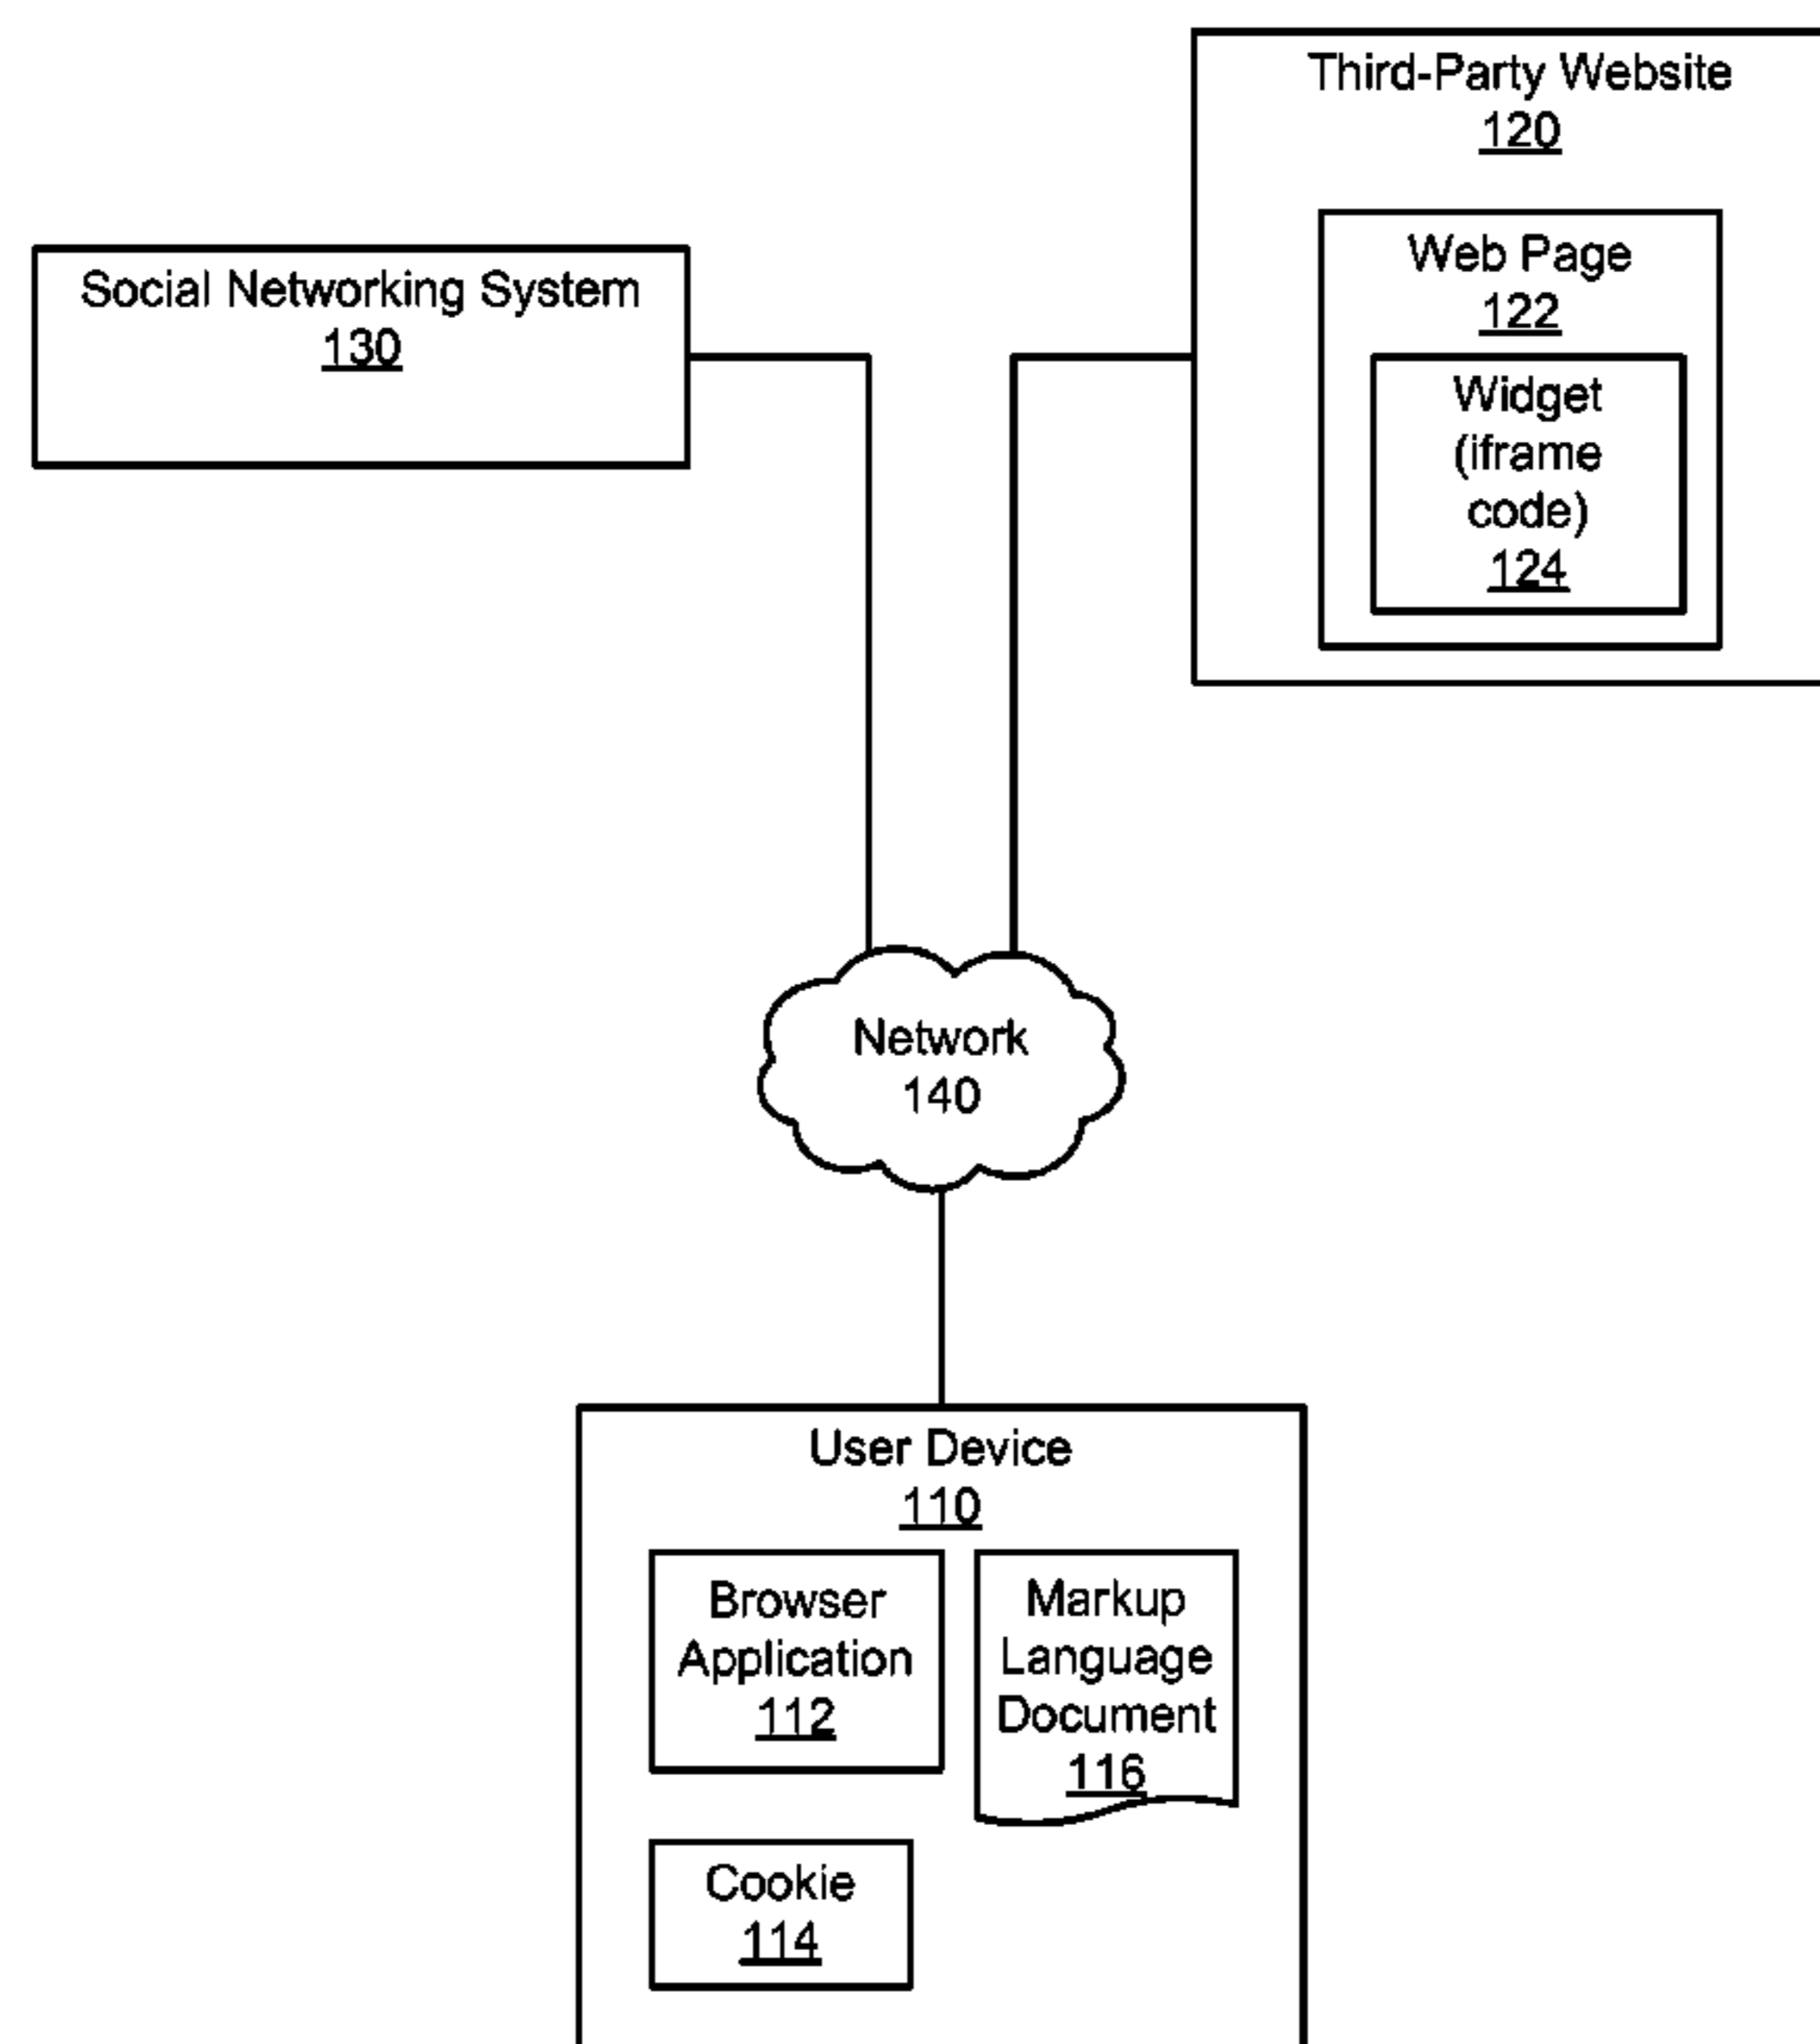 Third-Party Website
120
Web Page
122
Widget
(iframe
code)
124
Social Networking System
130
Network
140
User Device
110
Browser
Application
112
Markup
Language
Document
116
Cookie
114